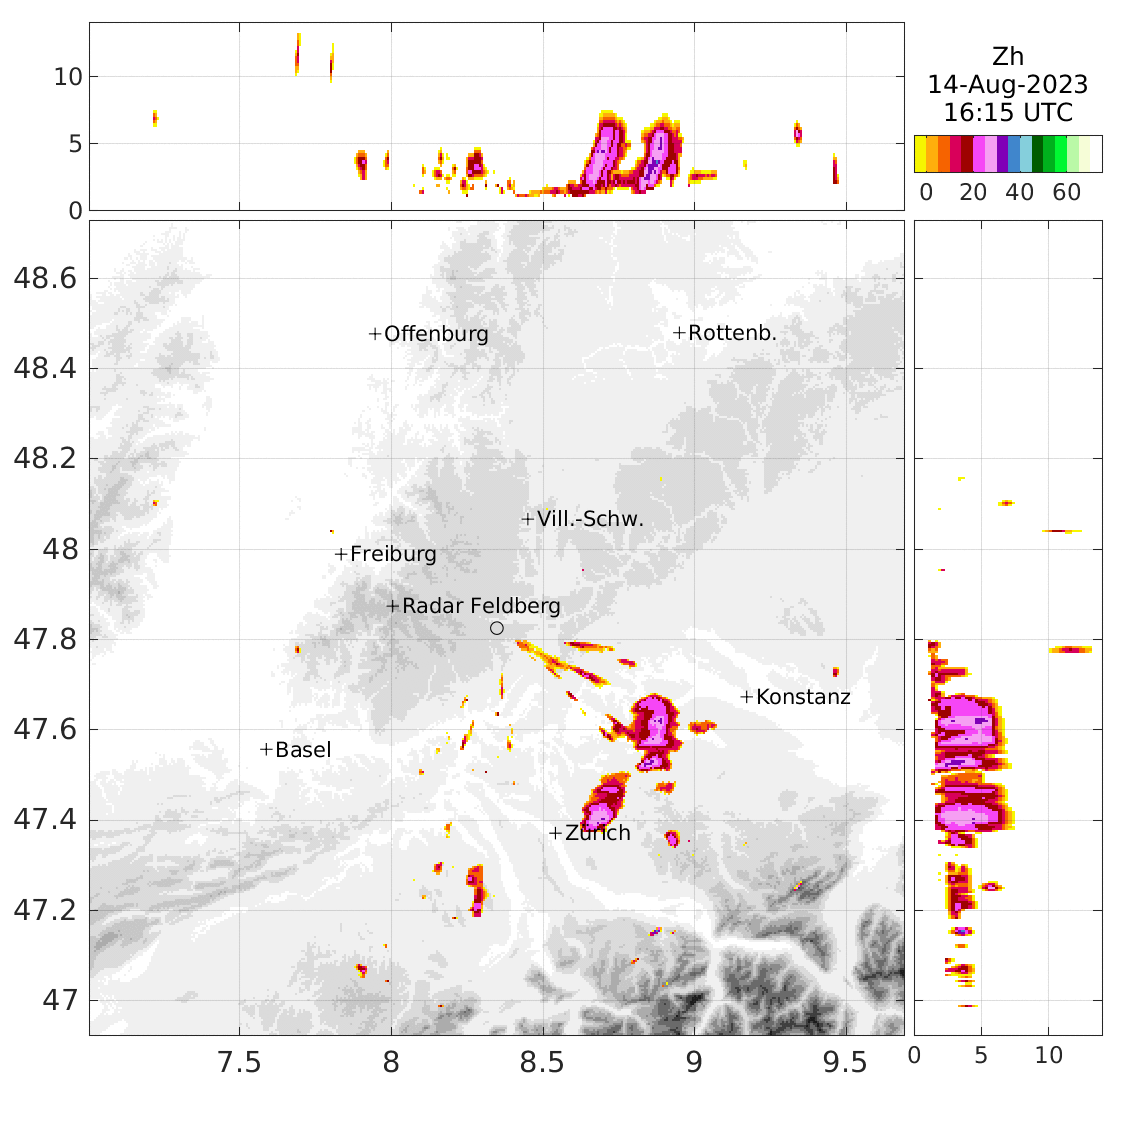 10
5
0
Zh
14-Aug-2023
16:15 UTC
0 20 40 60
48.6
48.4
48.2
48
47.8
47.6
47.4
47.2
47
+Offenburg
+Rottenb.
+Vill.-Schw.
+Freiburg
+Radar Feldberg
+Konstanz
+Basel
+Zürich
7.5 8 8.5 9 9.5
0 5 10